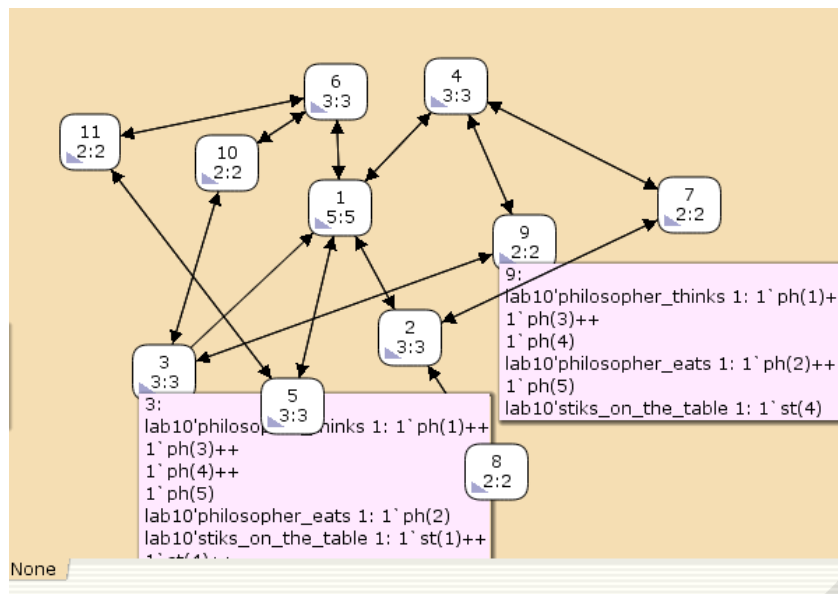 6
3:3
4
3:3
11
2:2
10
2:2
1
5:5
7
2:2
9
2:2
9:
lab10'philosopher_thinks 1: 1`ph(1)+
1`ph(3)++
1`ph(4)
lab10'philosopher_eats 1: 1`ph(2)++
1`ph(5)
lab10'stiks_on_the_table 1: 1`st(4)
2
3:3
3
3:3
5
3:3
3:
1: 1`ph(1)++
1`ph(3)++
1`ph(4)++
1`ph(5)
lab10'philosopher_eats 1: 1`ph(2)
lab10'stiks_on_the_table 1: 1`st(1)++
1`st(4)++
8
2:2
None